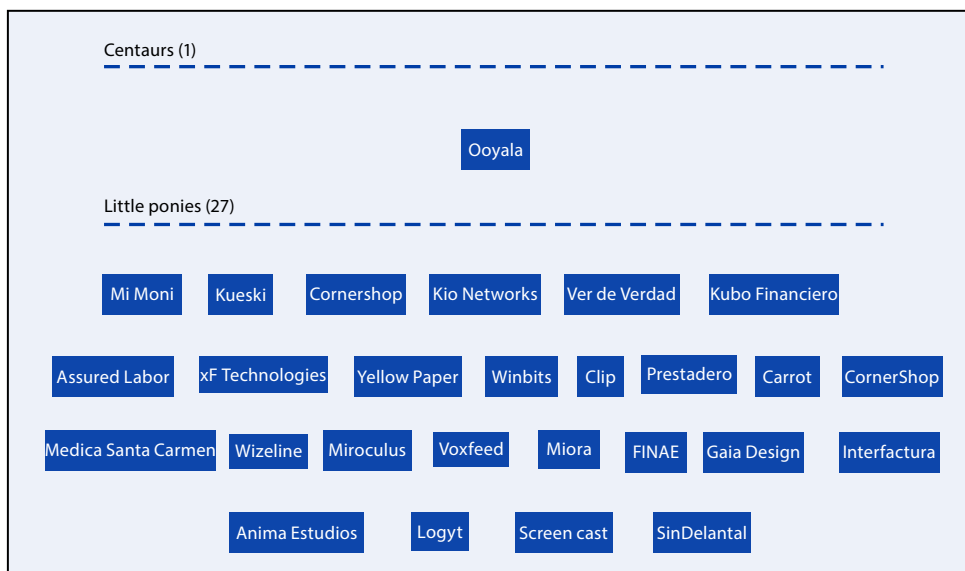 Centaurs (1)
Ooyala
Little ponies (27)
Mi Moni Kueski Cornershop Kio Networks Ver de Verdad Kubo Financiero
Assured Labor xF Technologies Yellow Paper Winbits Clip Prestadero Carrot CornerShop
Medica Santa Carmen Wizeline Miroculus Voxfeed Miora FINAE Gaia Design Interfactura
Anima Estudios Logyt Screen cast SinDelantal